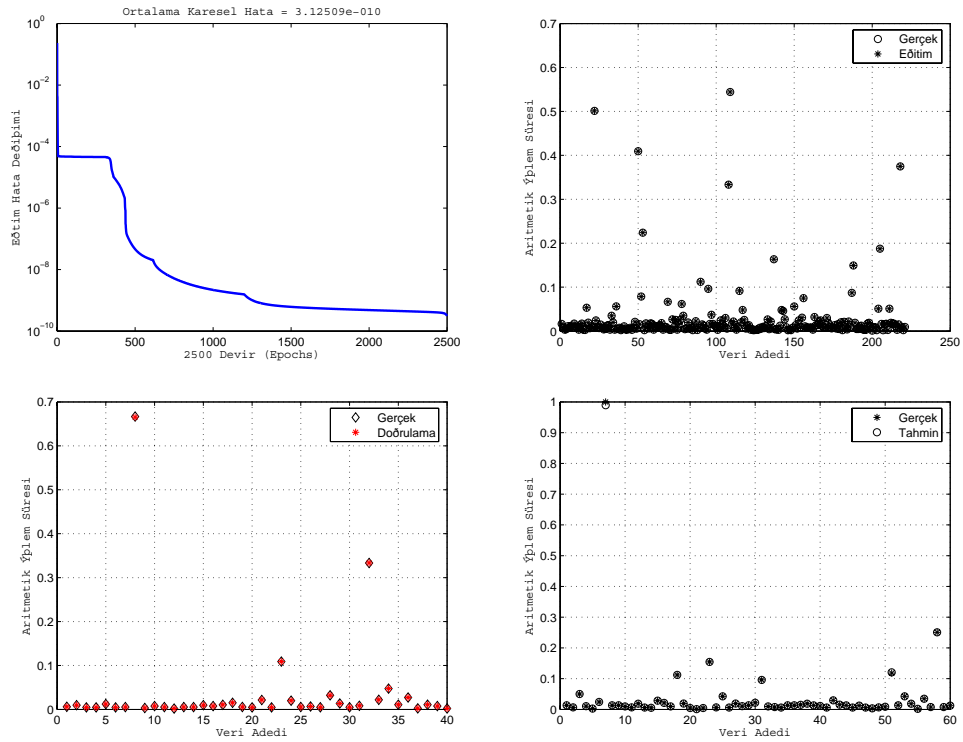 Ortalama Karesel Hata = 3.12509e-010
10^0
10^-2
10^-4
10^-6
10^-8
10^-10
Eðtim Hata Deðiþimi
0 500 1000 1500 2000 2500
2500 Devir (Epochs)
0.7
0.6
0.5
0.4
0.3
0.2
0.1
0
Aritmetik Ýþlem Süresi
Gerçek
Eðitim
0 50 100 150 200 250
Veri Adedi
0.7
0.6
0.5
0.4
0.3
0.2
0.1
0
Aritmetik Ýþlem Süresi
Gerçek
Doðrulama
0 5 10 15 20 25 30 35 40
Veri Adedi
1
0.9
0.8
0.7
0.6
0.5
0.4
0.3
0.2
0.1
0
Aritmetik Ýþlem Süresi
Gerçek
Tahmin
0 10 20 30 40 50 60
Veri Adedi